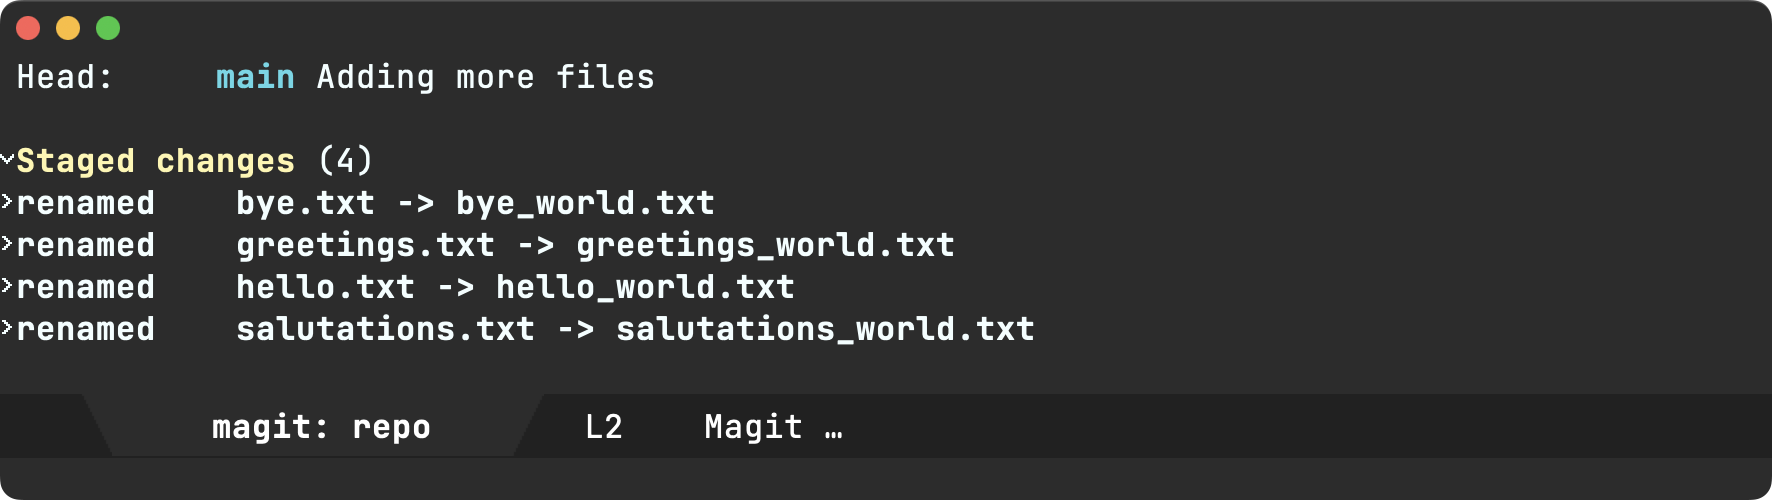 Head: main Adding more files
Staged changes (4)
renamed bye.txt -> bye_world.txt
renamed greetings.txt -> greetings_world.txt
renamed hello.txt -> hello_world.txt
renamed salutations.txt -> salutations_world.txt
magit: repo L2 Magit …